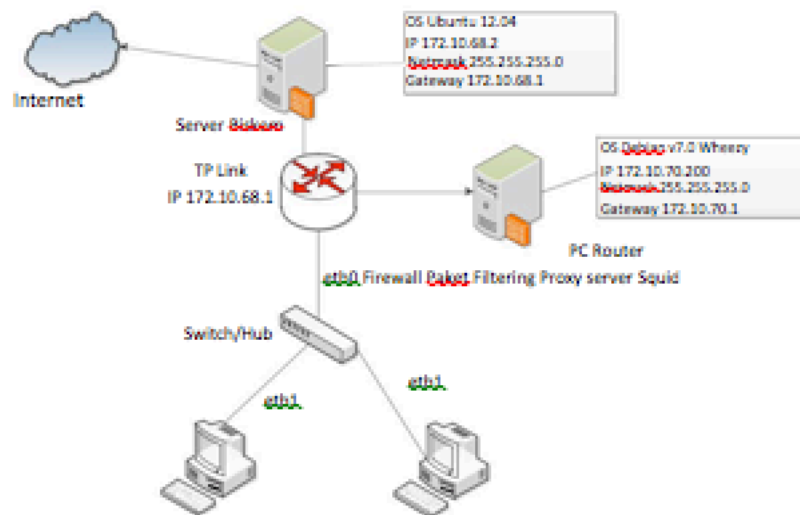 OS Ubuntu 12.04
IP 172.10.68.2
Netmask 255.255.255.0
Gateway 172.10.68.1
Internet
Server
TP Link
IP 172.10.68.1
OS Debian v7.0 Wheezy
IP 172.10.70.200
Netmask 255.255.255.0
Gateway 172.10.70.1
PC Router
eth0 Firewall Paket Filtering Proxy server Squid
Switch/Hub
eth1
eth1